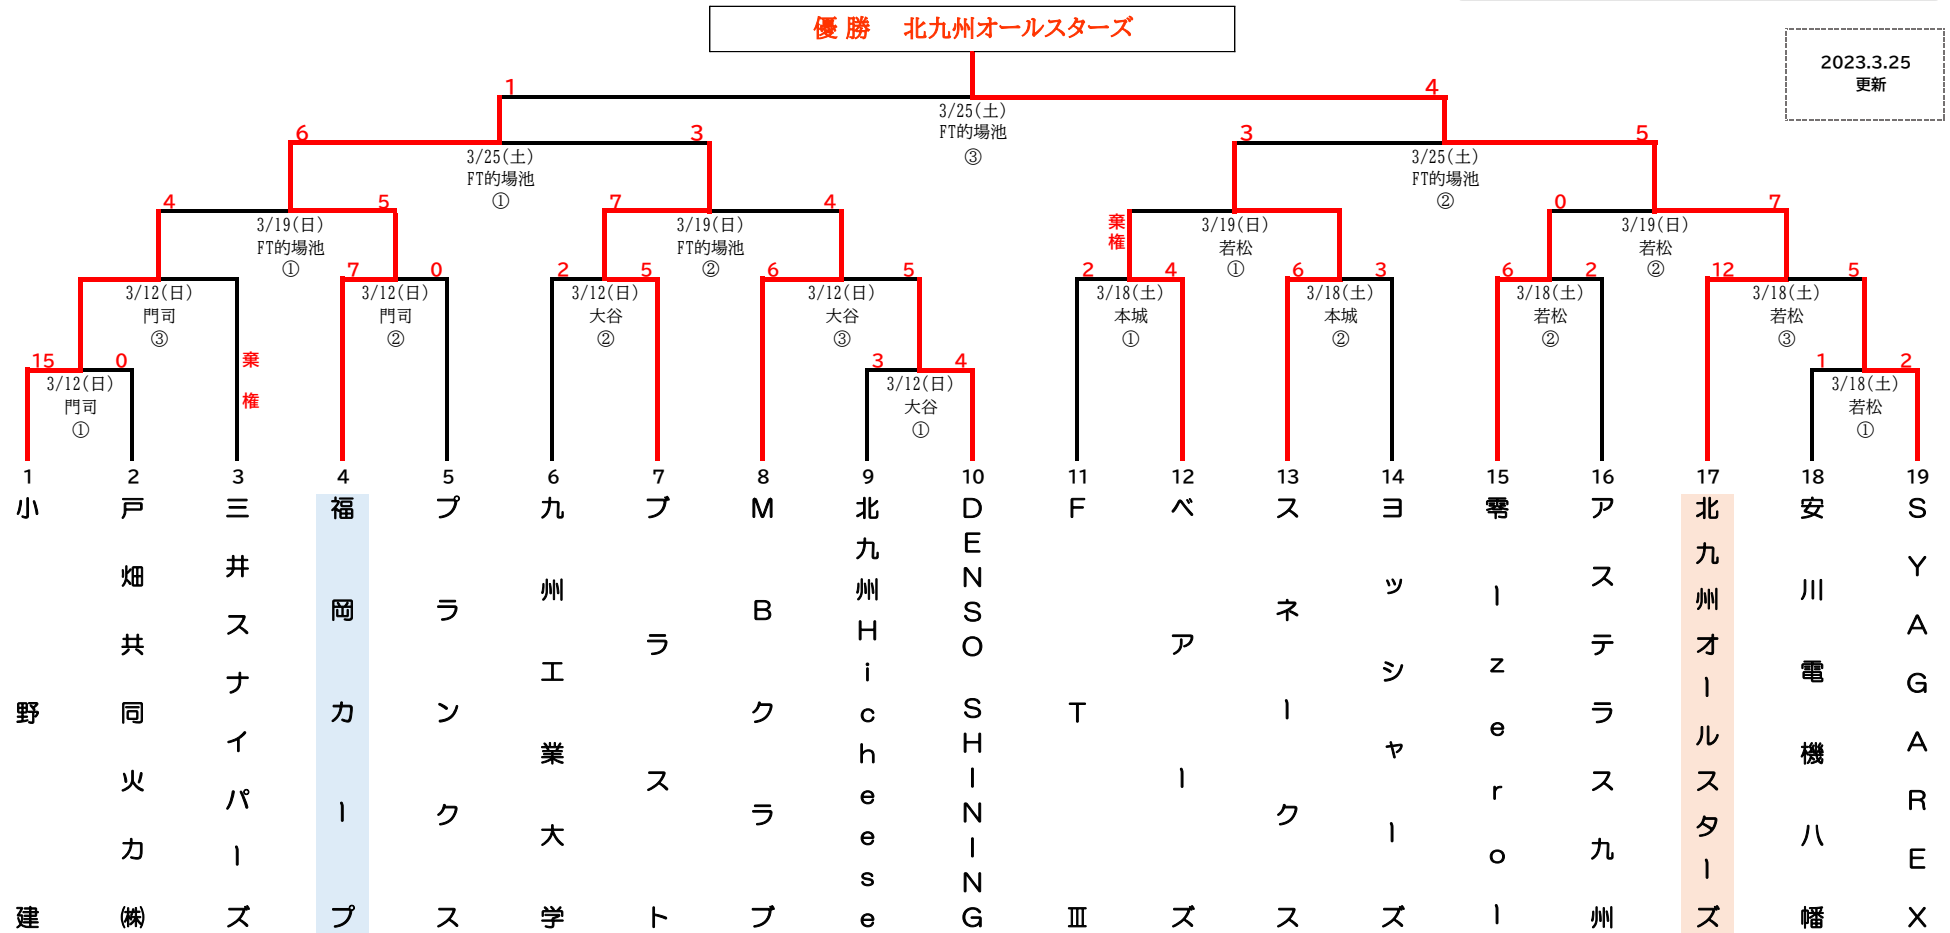 優 勝　北九州オールスターズ
2023.3.25
更新
1
4
3/25(土)
FT的場池
③
6
3
3/25(土)
FT的場池
①
3
5
3/25(土)
FT的場池
②
4
5
3/19(日)
FT的場池
①
7
4
3/19(日)
FT的場池
②
棄権
3/19(日)
若松
①
0
7
3/19(日)
若松
②
3/12(日)
門司
③
棄権
7
0
3/12(日)
門司
②
2
5
3/12(日)
大谷
②
6
5
3/12(日)
大谷
③
2
4
3/18(土)
本城
①
6
3
3/18(土)
本城
②
6
2
3/18(土)
若松
②
12
5
3/18(土)
若松
③
15
0
3/12(日)
門司
①
3
4
3/12(日)
大谷
①
1
2
3/18(土)
若松
①
1
小野建
2
戸畑共同火力㈱
3
三井スナイパーズ
4
福岡カープ
5
プランクス
6
九州工業大学
7
ブラスト
8
MBクラブ
9
北九州Hicheese
10
DENSO SHINING
11
FTⅢ
12
ベアーズ
13
スネークス
14
ヨッシャーズ
15
零ーzeroー
16
アステラス九州
17
北九州オールスターズ
18
安川電機八幡
19
SYAGAREX